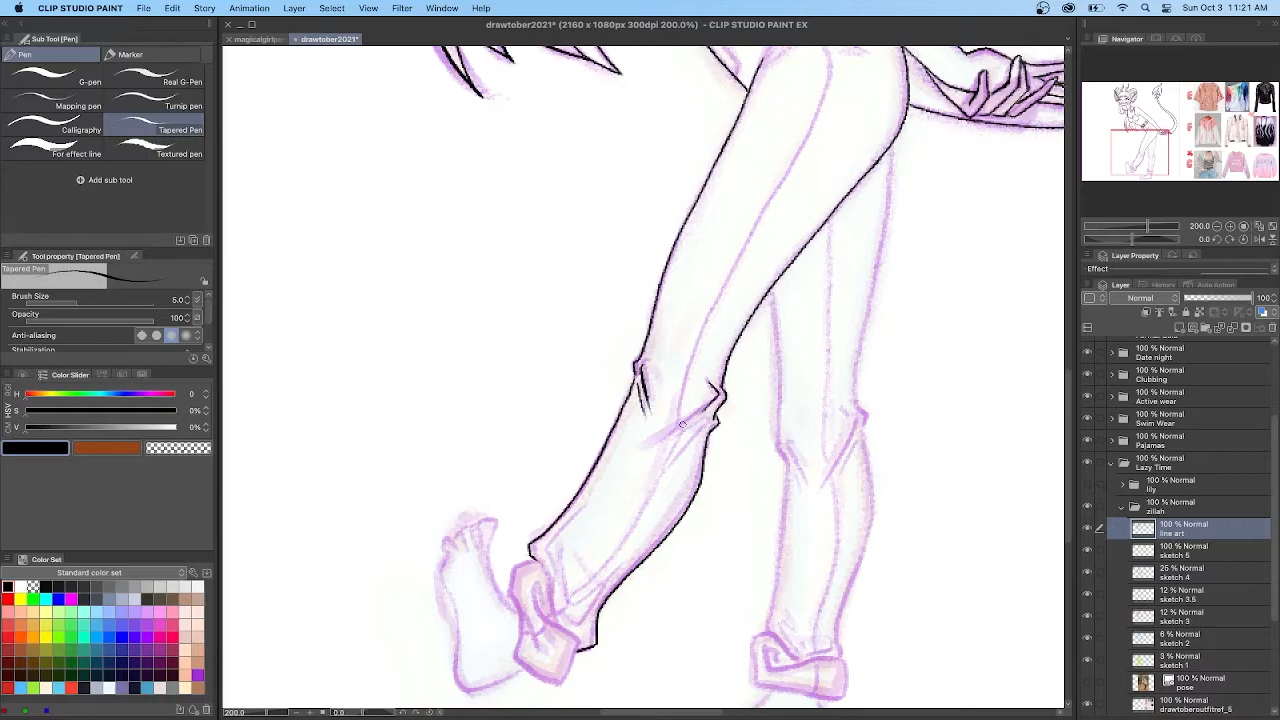 CLIP STUDIO PAINT File Edit Story Animation Layer Select View Filter Window Help Sun Oct 3 11:21 AM
drawtober2021* (2160 x 1080px 300dpi 200.0%) - CLIP STUDIO PAINT EX
Sub Tool [Pen]
Pen Marker
G-pen Real G-Pen
Mapping pen Turnip pen
Calligraphy Tapered Pen
For effect line Textured pen
Add sub tool
Tool property [Tapered Pen]
Tapered Pen
Brush Size 5.0
Opacity 100
Anti-aliasing
Stabilization
Color Slider
H 0
S 0%
V 0%
HSV
Color Set
Standard color set
magicalgirlpe drawtober2021*
200.0 0.0
Navigator
200.0
0.0
Layer Property
Effect
Layer History Auto Action
Normal 100
Date night
100 % Normal
Clubbing
100 % Normal
Active wear
100 % Normal
Swim Wear
100 % Normal
Pajamas
100 % Normal
Lazy Time
100 % Normal
lily
100 % Normal
zillah
100 % Normal
line art
100 % Normal
sketch 5
25 % Normal
sketch 4
12 % Normal
sketch 3.5
12 % Normal
sketch 3
6 % Normal
sketch 2
3 % Normal
sketch 1
100 % Normal
pose
100 % Normal
drawtoberoutfitref_5